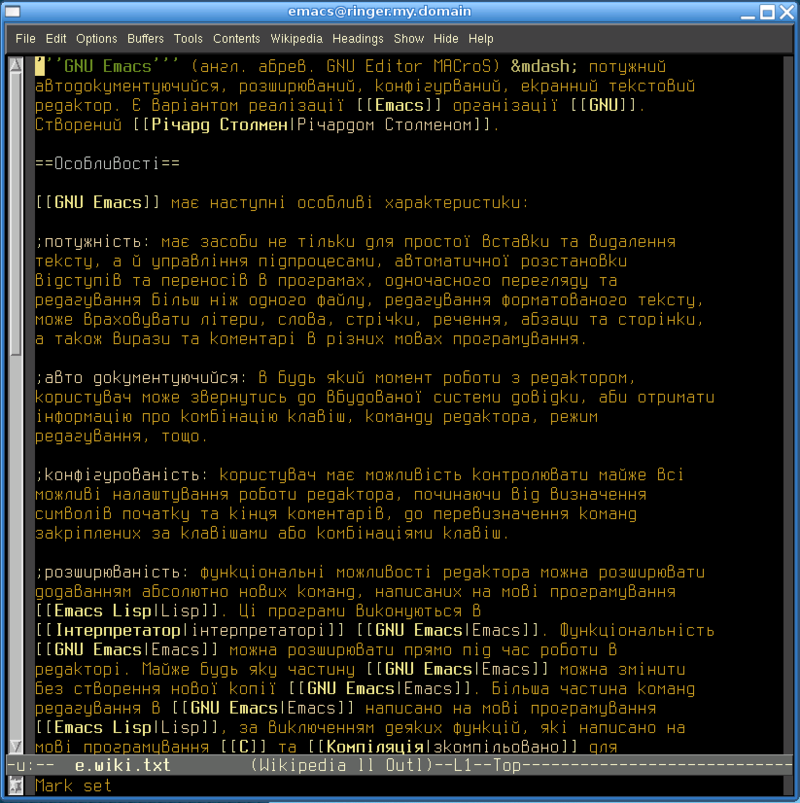 emacs@ringer.my.domain
File Edit Options Buffers Tools Contents Wikipedia Headings Show Hide Help
'''GNU Emacs''' (англ. абрев. GNU Editor MACroS) &mdash; потужний
автодокументуючийся, розширюваний, конфігурваний, екранний текстовий
редактор. Є варіантом реалізації [[Emacs]] організації [[GNU]].
Створений [[Річард Столмен|Річардом Столменом]].
==Особливості==
[[GNU Emacs]] має наступні особливі характеристики:
;потужність: має засоби не тільки для простої вставки та видалення
тексту, а й управління підпроцесами, автоматичної розстановки
відступів та переносів в програмах, одночасного перегляду та
редагування більш ніж одного файлу, редагування форматованого тексту,
може враховувати літери, слова, стрічки, речення, абзаци та сторінки,
а також вирази та коментарі в різних мовах програмування.
;авто документуючийся: в будь який момент роботи з редактором,
користувач може звернутись до вбудованої системи довідки, аби отримати
інформацію про комбінацію клавіш, команду редактора, режим
редагування, тощо.
;конфігурованість: користувач має можливість контролювати майже всі
можливі налаштування роботи редактора, починаючи від визначення
символів початку та кінця коментарів, до перевизначення команд
закріплених за клавішами або комбінаціями клавіш.
;розширюваність: функціональні можливості редактора можна розширювати
додаванням абсолютно нових команд, написаних на мові програмування
[[Emacs Lisp|Lisp]]. Ці програми виконуються в
[[Інтерпретатор|інтерпретаторі]] [[GNU Emacs|Emacs]]. Функціональність
[[GNU Emacs|Emacs]] можна розширювати прямо під час роботи в
редакторі. Майже будь яку частину [[GNU Emacs|Emacs]] можна змінити
без створення нової копії [[GNU Emacs|Emacs]]. Більша частина команд
редагування в [[GNU Emacs|Emacs]] написано на мові програмування
[[Emacs Lisp|Lisp]], за виключенням деяких функцій, які написано на
мові програмування [[C]] та [[Компіляція|зкомпільовано]] для
-u:-- e.wiki.txt (Wikipedia ll Outl)--L1--Top----------------------------
Mark set